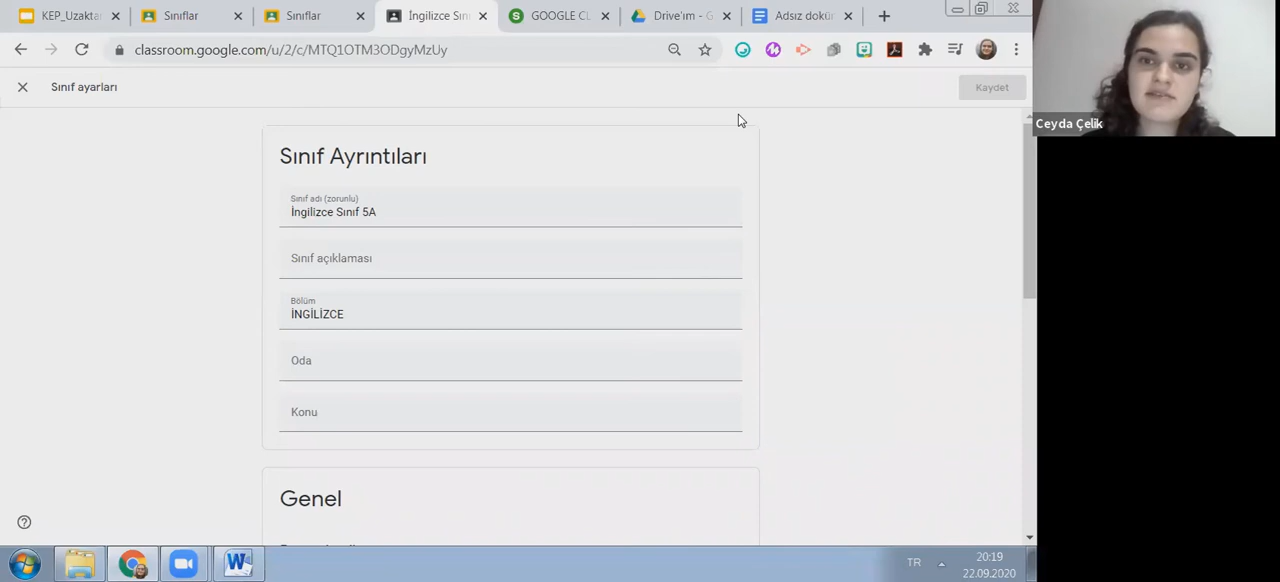 KEP_Uzaktan
Sınıflar
Sınıflar
İngilizce Sın
GOOGLE CL
Drive'ım - G
Adsız dokü
classroom.google.com/u/2/c/MTQ1OTM3ODgyMzUy
Sınıf ayarları
Kaydet
Ceyda Çelik
Sınıf Ayrıntıları
Sınıf adı (zorunlu)
İngilizce Sınıf 5A
Sınıf açıklaması
Bölüm
İNGİLİZCE
Oda
Konu
Genel
TR
20:19
22.09.2020